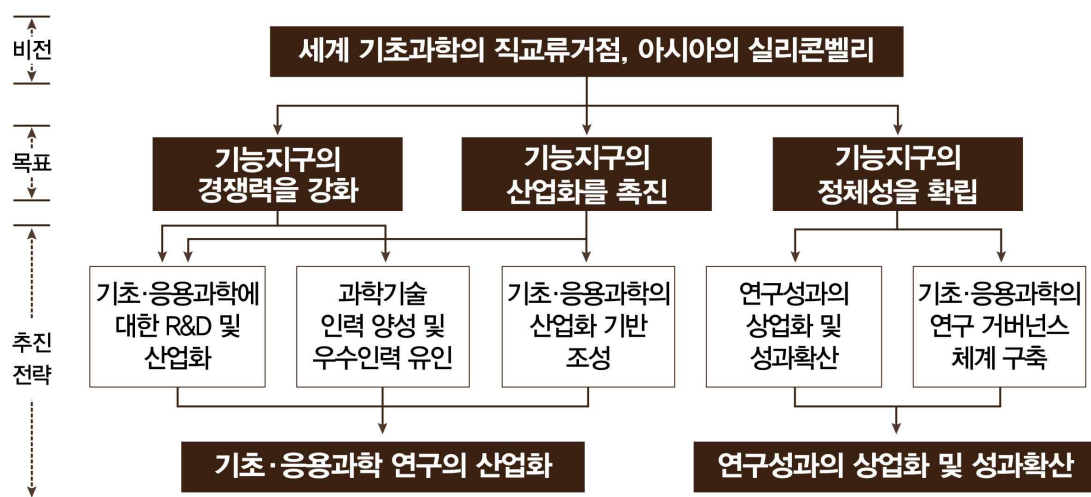 비전
세계 기초과학의 직교류거점, 아시아의 실리콘벨리
목표
기능지구의
경쟁력을 강화
기능지구의
산업화를 촉진
기능지구의
정체성을 확립
추진
전략
기초·응용과학에
대한 R&D 및
산업화
과학기술
인력 양성 및
우수인력 유인
기초·응용과학의
산업화 기반
조성
연구성과의
상업화 및
성과확산
기초·응용과학의
연구 거버넌스
체계 구축
기초·응용과학 연구의 산업화
연구성과의 상업화 및 성과확산